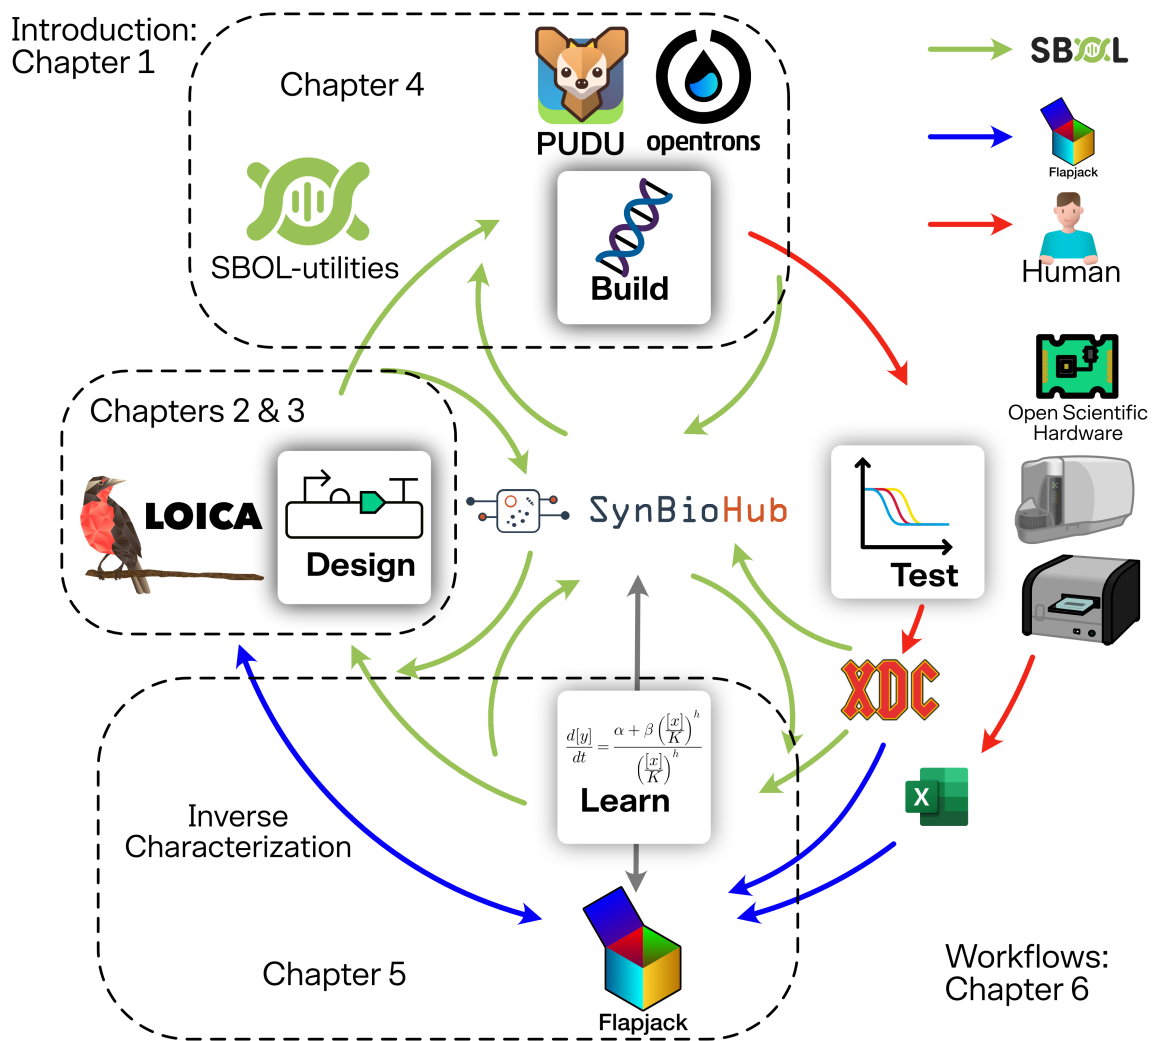 Introduction:
Chapter 1
Chapter 4
PUDU
opentrons
SBOL
Flapjack
Human
SBOL-utilities
Build
Open Scientific
Hardware
Chapters 2 & 3
LOICA
Design
SynBioHub
Test
XDC
X
d[y]/dt = α + β ([x]/K)^h / ([x]/K)^h
Learn
Inverse
Characterization
Chapter 5
Flapjack
Workflows:
Chapter 6